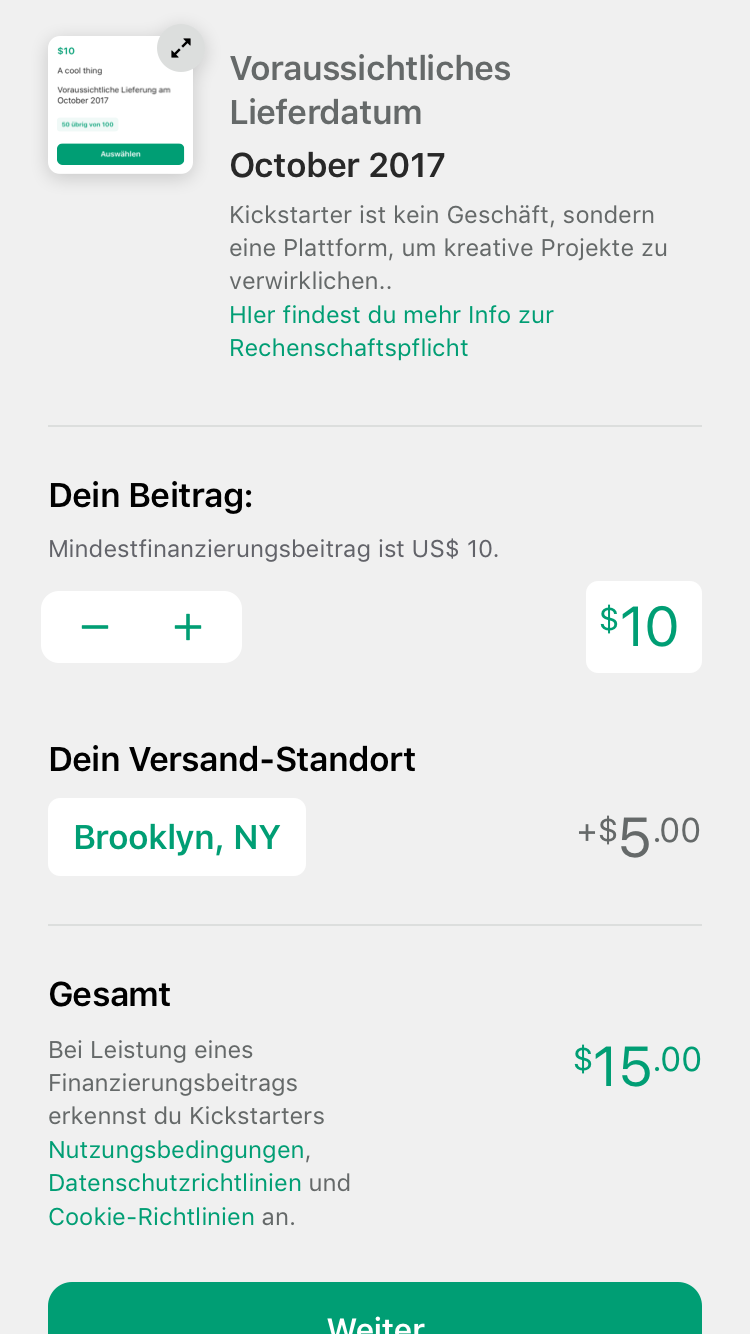 $10
A cool thing
Voraussichtliche Lieferung am
October 2017
50 übrig von 100
Auswählen
Voraussichtliches
Lieferdatum
October 2017
Kickstarter ist kein Geschäft, sondern
eine Plattform, um kreative Projekte zu
verwirklichen..
HIer findest du mehr Info zur
Rechenschaftspflicht
Dein Beitrag:
Mindestfinanzierungsbeitrag ist US$ 10.
− +
$10
Dein Versand-Standort
Brooklyn, NY
+$5.00
Gesamt
Bei Leistung eines
Finanzierungsbeitrags
erkennst du Kickstarters
Nutzungsbedingungen,
Datenschutzrichtlinien und
Cookie-Richtlinien an.
$15.00
Weiter